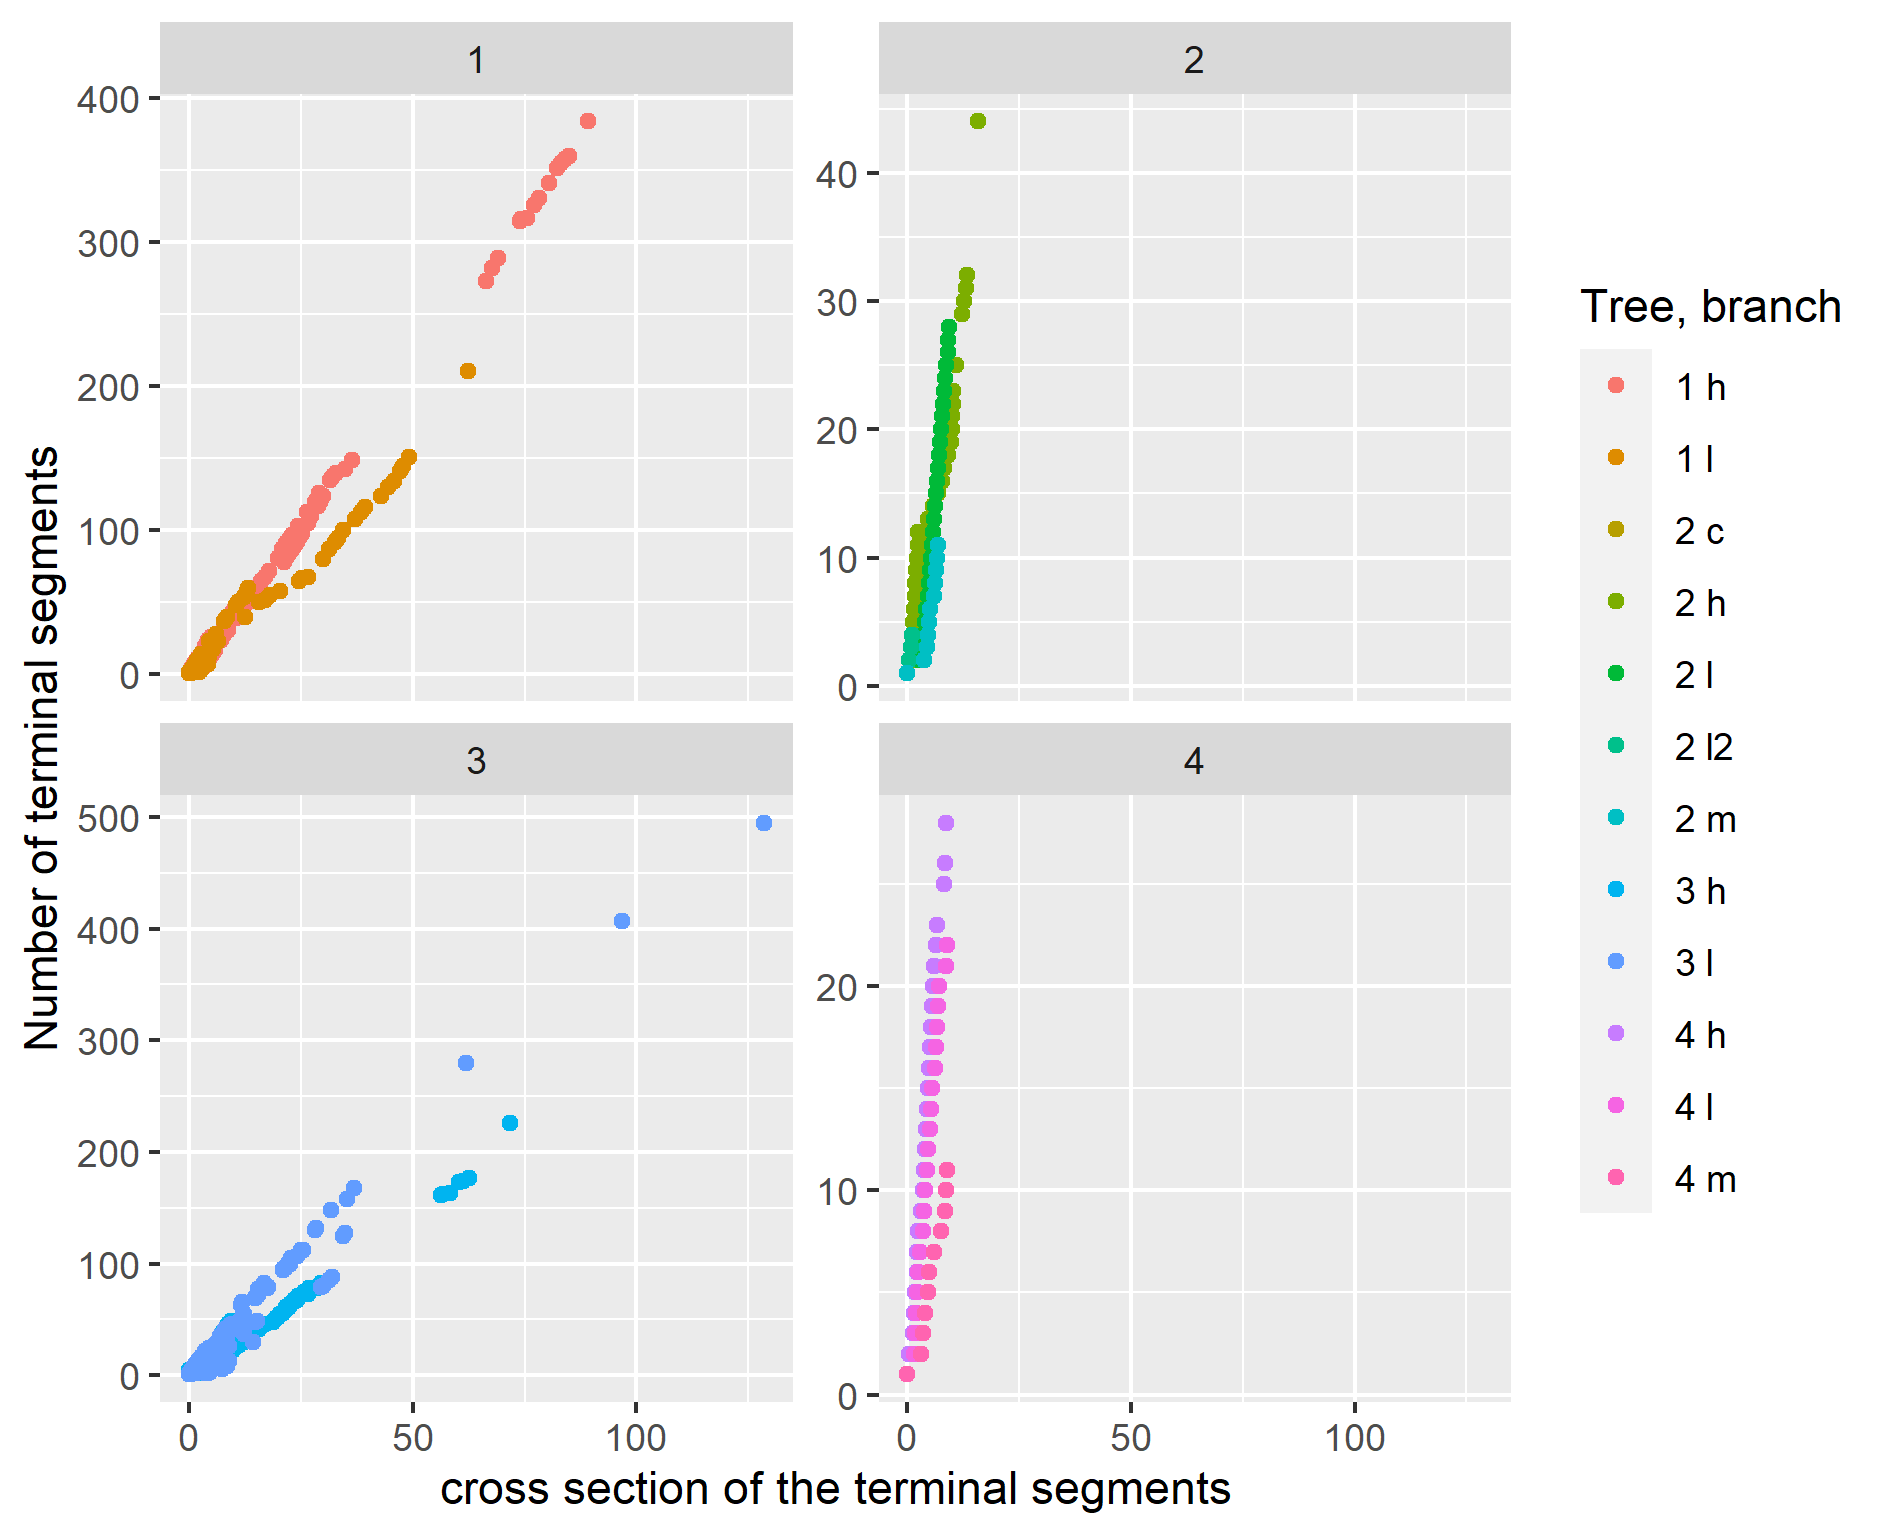 1
2
400
300
200
100
0
40
30
20
10
0
3
4
500
400
300
200
100
0
20
10
0
0
50
100
0
50
100
cross section of the terminal segments
Number of terminal segments
Tree, branch
1 h
1 l
2 c
2 h
2 l
2 l2
2 m
3 h
3 l
4 h
4 l
4 m